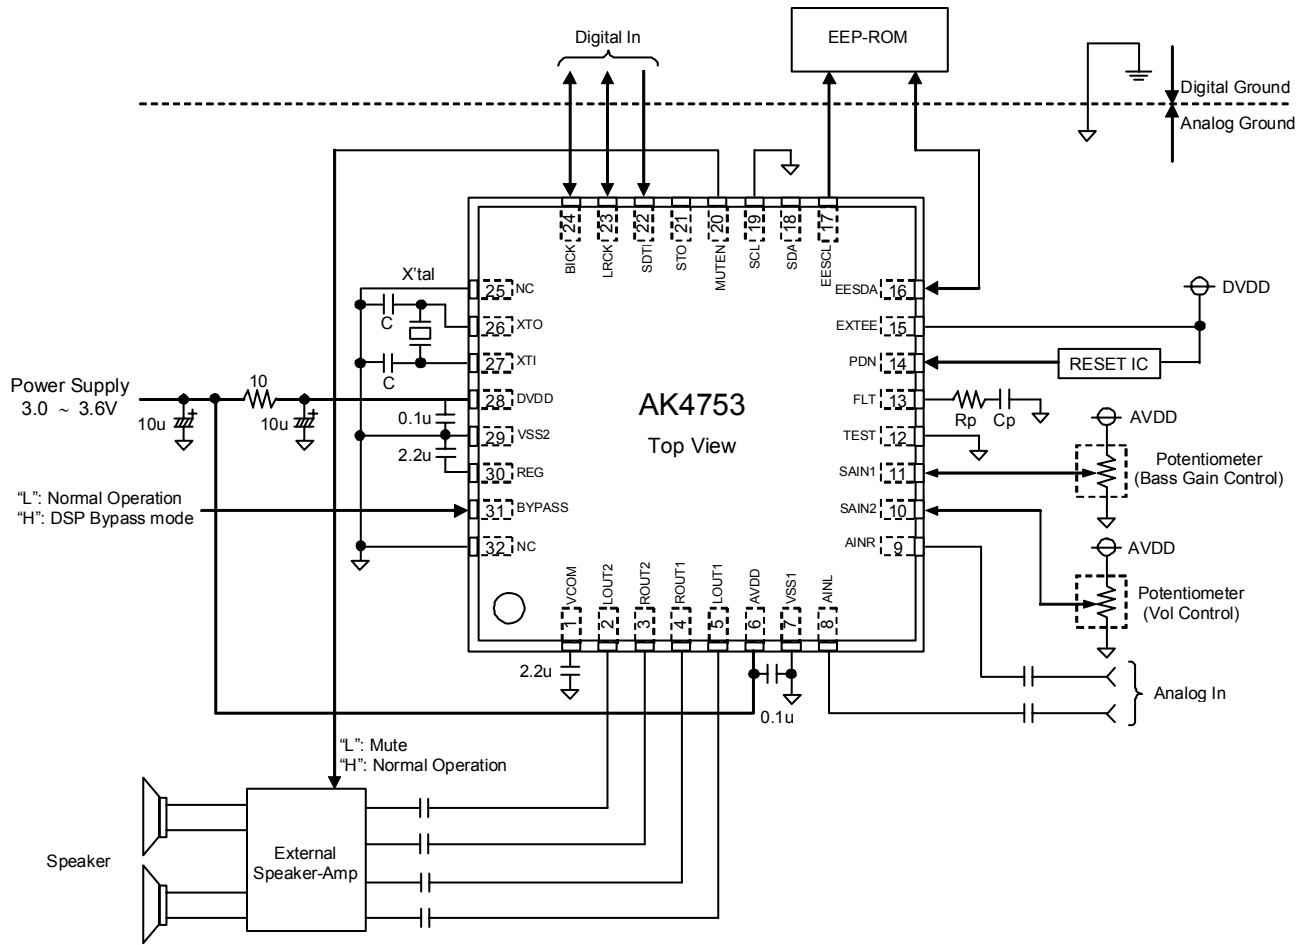 Digital In
EEP-ROM
Digital Ground
Analog Ground
24
23
22
21
20
19
18
17
BICK
LRCK
SDTI
STO
MUTEN
SCL
SDA
EESCL
X'tal
C
C
25 NC
26 XTO
27 XTI
28 DVDD
29 VSS2
30 REG
31 BYPASS
32 NC
EESDA 16
EXTEE 15
PDN 14
FLT 13
TEST 12
SAIN1 11
SAIN2 10
AINR 9
DVDD
RESET IC
Rp
Cp
Power Supply
3.0 ~ 3.6V
10
+
10u
+
10u
0.1u
2.2u
AK4753
Top View
AVDD
Potentiometer
(Bass Gain Control)
"L": Normal Operation
"H": DSP Bypass mode
AVDD
Potentiometer
(Vol Control)
VCOM
LOUT2
ROUT2
ROUT1
LOUT1
AVDD
VSS1
AINL
1
2
3
4
5
6
7
8
2.2u
0.1u
Analog In
"L": Mute
"H": Normal Operation
Speaker
External
Speaker-Amp